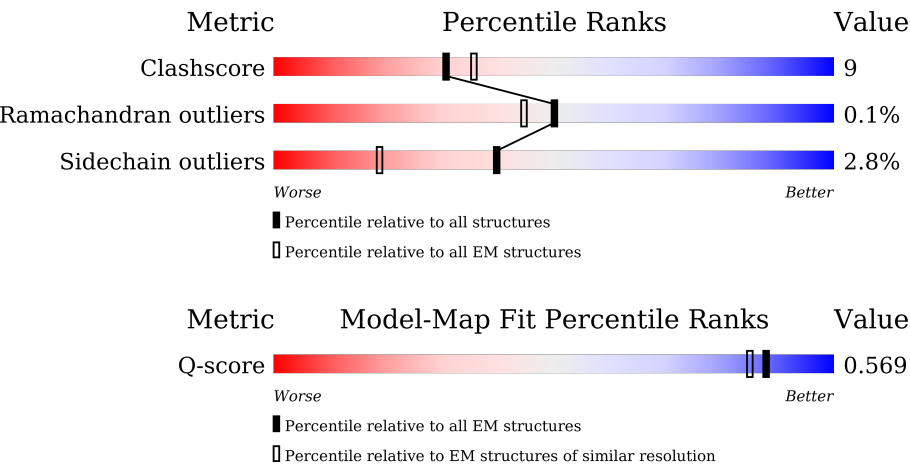 Metric Percentile Ranks Value
Clashscore 9
Ramachandran outliers 0.1%
Sidechain outliers 2.8%
Worse Better
Percentile relative to all structures
Percentile relative to all EM structures
Metric Model-Map Fit Percentile Ranks Value
Q-score 0.569
Worse Better
Percentile relative to all EM structures
Percentile relative to EM structures of similar resolution